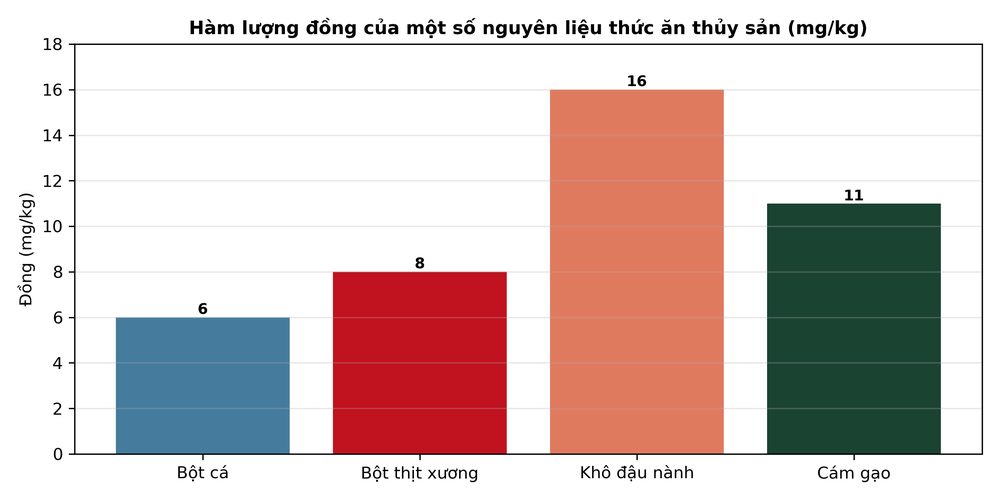 Hàm lượng đồng của một số nguyên liệu thức ăn thủy sản (mg/kg)
Đồng (mg/kg)
18
16
14
12
10
8
6
4
2
0
6
8
16
11
Bột cá
Bột thịt xương
Khô đậu nành
Cám gạo